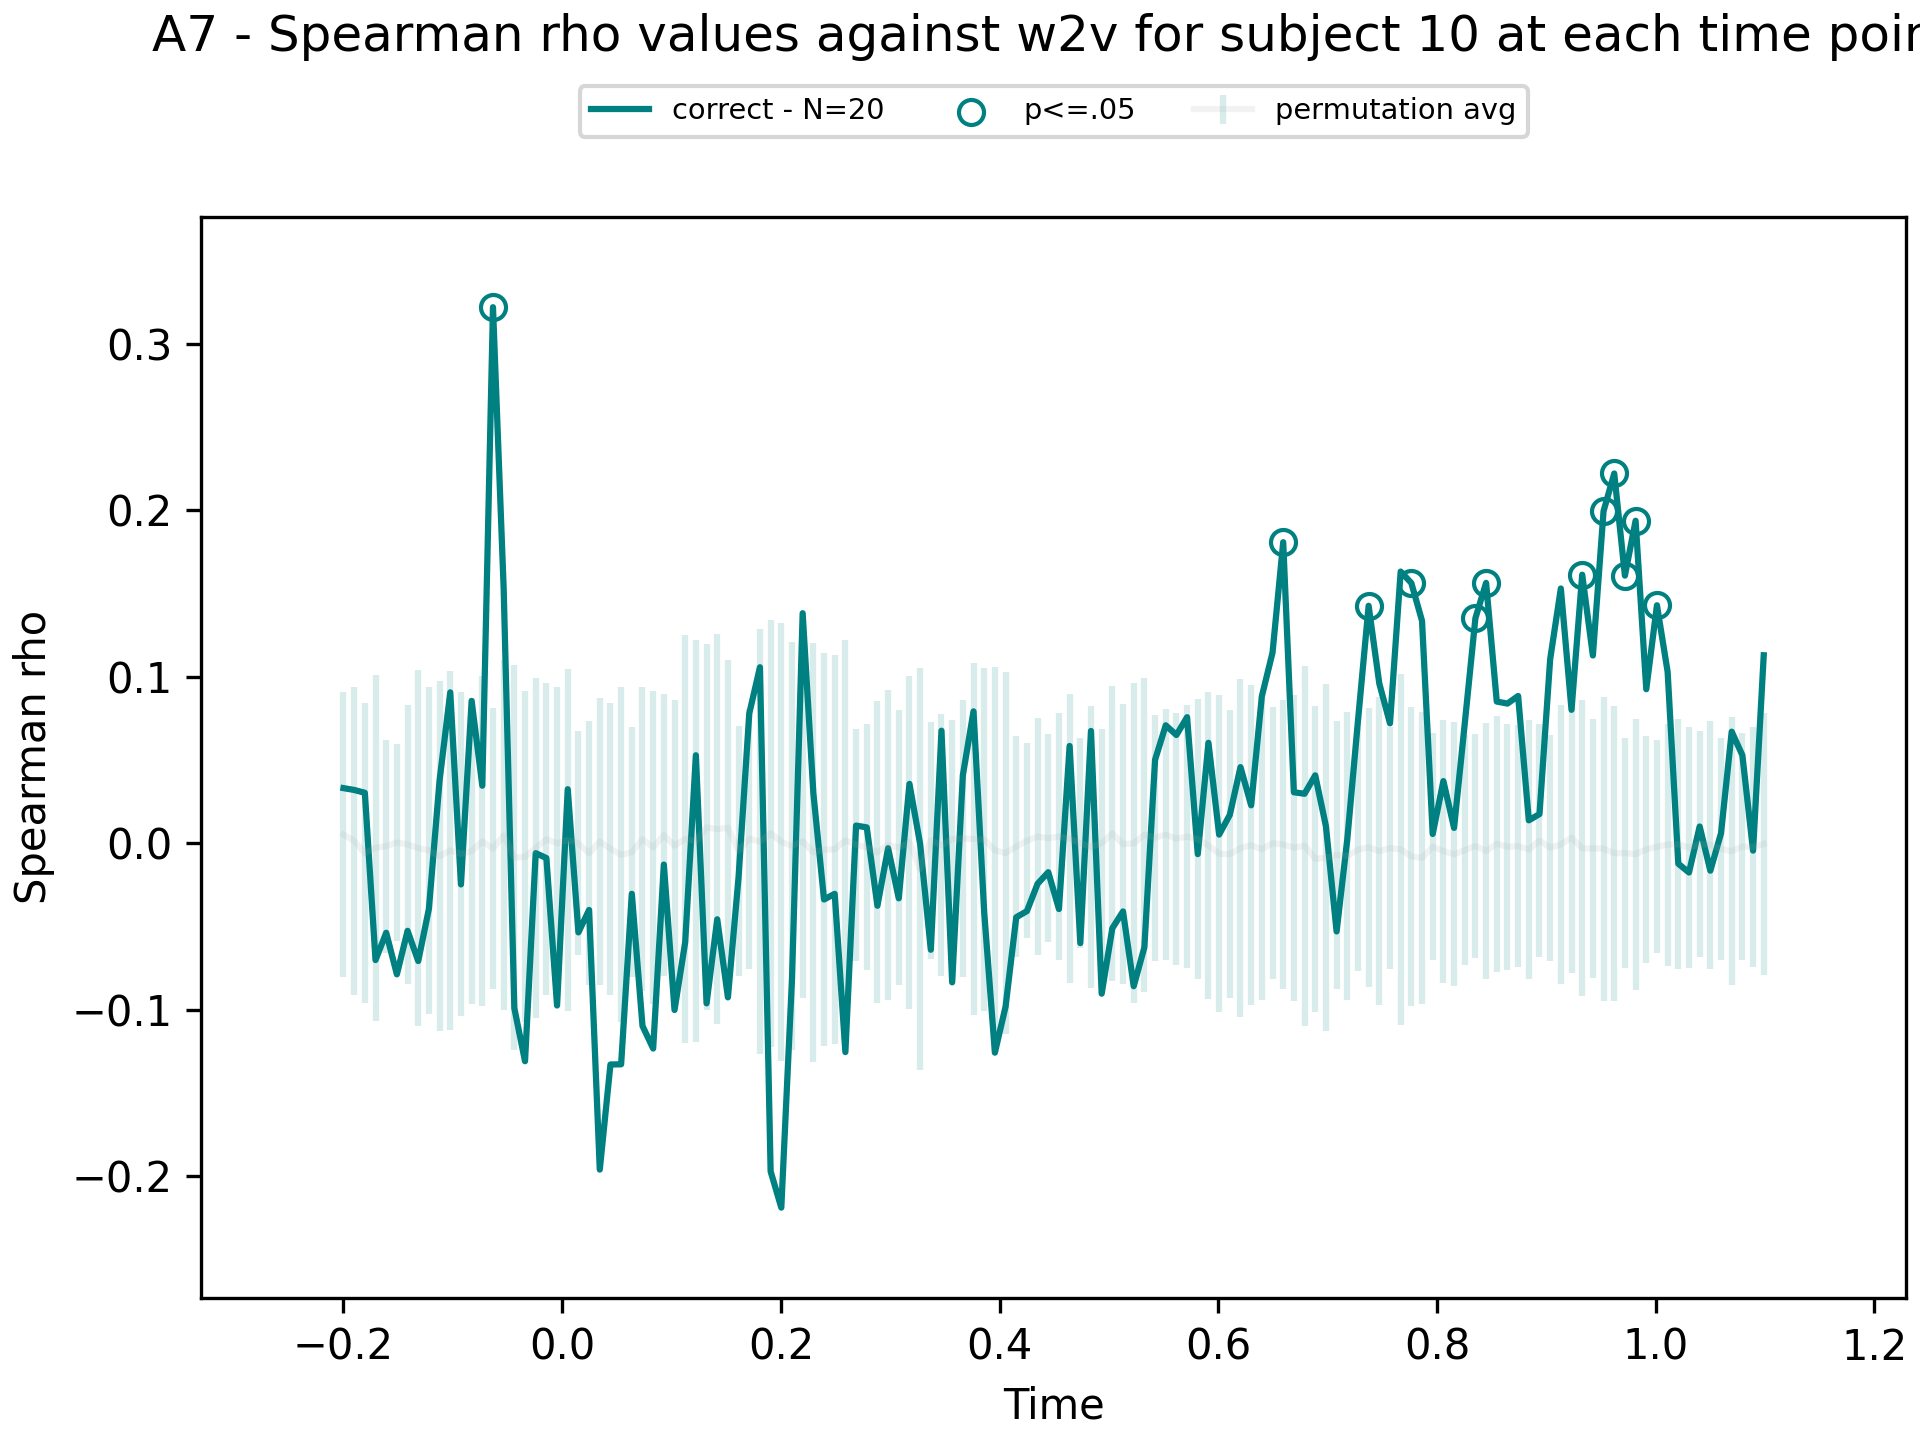 A7 - Spearman rho values against w2v for subject 10 at each time poin
correct - N=20 p<=.05 permutation avg
0.3
0.2
0.1
0.0
−0.1
−0.2
Spearman rho
−0.2 0.0 0.2 0.4 0.6 0.8 1.0 1.2
Time